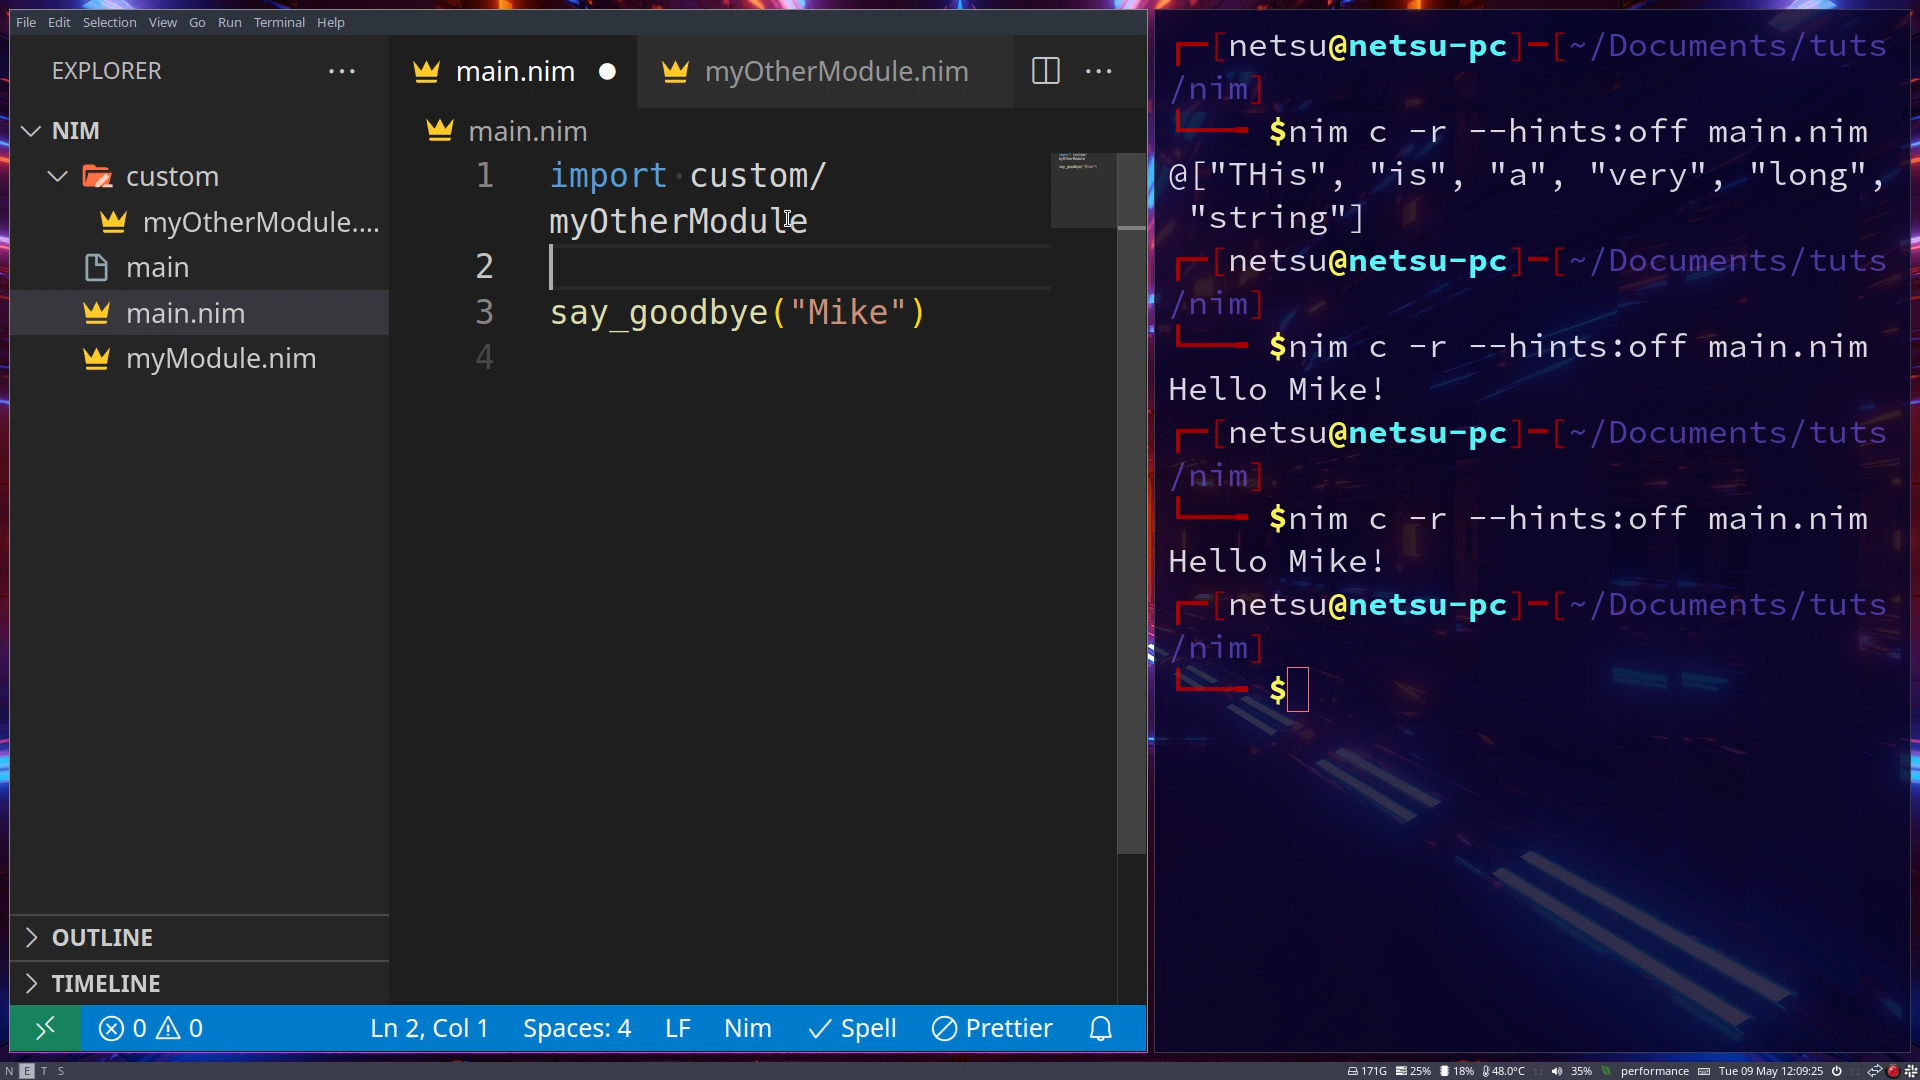 File Edit Selection View Go Run Terminal Help
EXPLORER
NIM
custom
myOtherModule....
main
main.nim
myModule.nim
OUTLINE
TIMELINE
main.nim
myOtherModule.nim
main.nim
1 import custom/
myOtherModule
2
3 say_goodbye("Mike")
4
0 0 Ln 2, Col 1 Spaces: 4 LF Nim Spell Prettier
[netsu@netsu-pc]-[~/Documents/tuts
/nim]
$nim c -r --hints:off main.nim
@["THis", "is", "a", "very", "long",
"string"]
[netsu@netsu-pc]-[~/Documents/tuts
/nim]
$nim c -r --hints:off main.nim
Hello Mike!
[netsu@netsu-pc]-[~/Documents/tuts
/nim]
$nim c -r --hints:off main.nim
Hello Mike!
[netsu@netsu-pc]-[~/Documents/tuts
/nim]
$
N E T S
171G 25% 18% 48.0°C 35% performance Tue 09 May 12:09:25